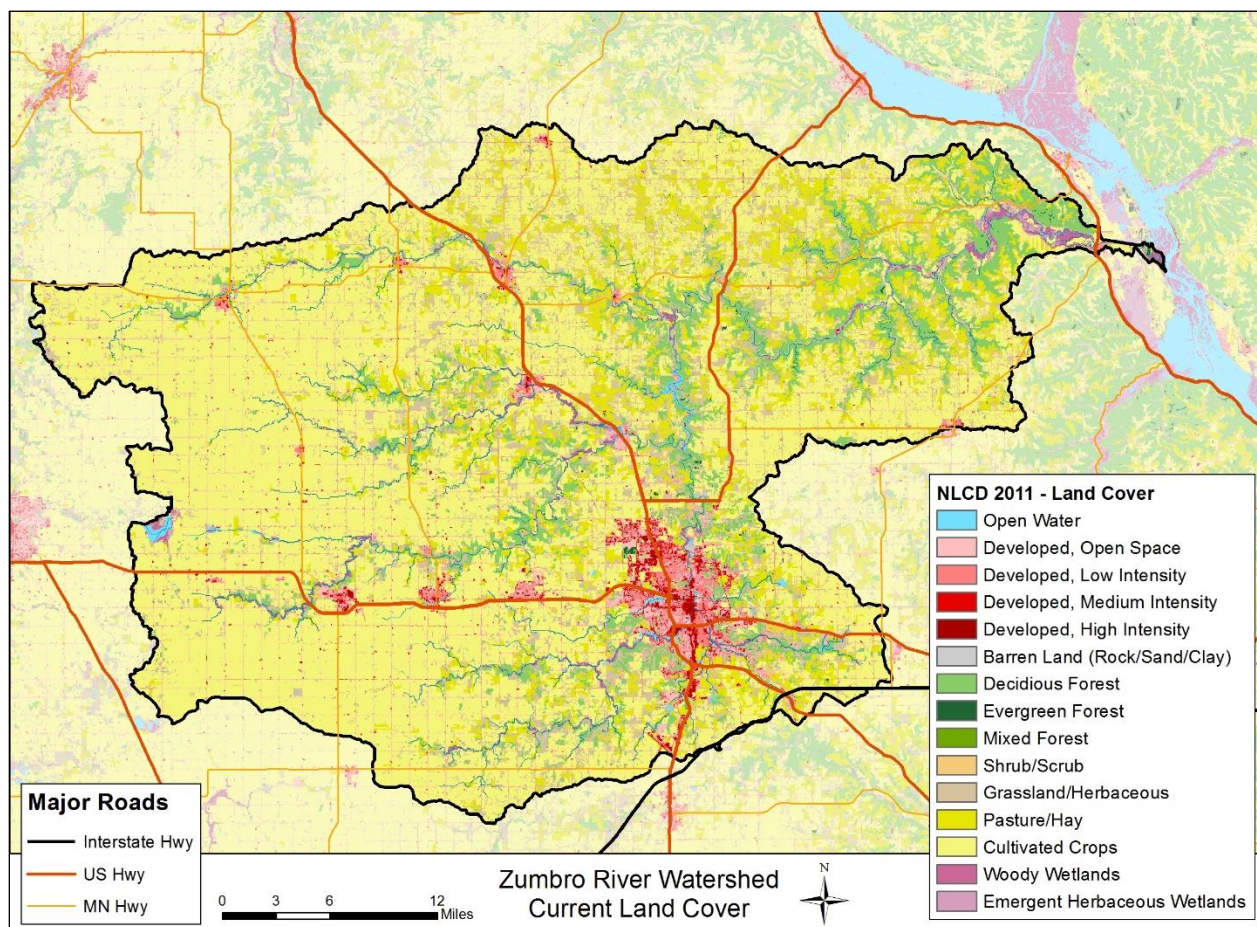 NLCD 2011 - Land Cover
Open Water
Developed, Open Space
Developed, Low Intensity
Developed, Medium Intensity
Developed, High Intensity
Barren Land (Rock/Sand/Clay)
Decidious Forest
Evergreen Forest
Mixed Forest
Shrub/Scrub
Grassland/Herbaceous
Pasture/Hay
Cultivated Crops
Woody Wetlands
Emergent Herbaceous Wetlands
Major Roads
Interstate Hwy
US Hwy
MN Hwy
0 3 6 12
Miles
Zumbro River Watershed
Current Land Cover
N